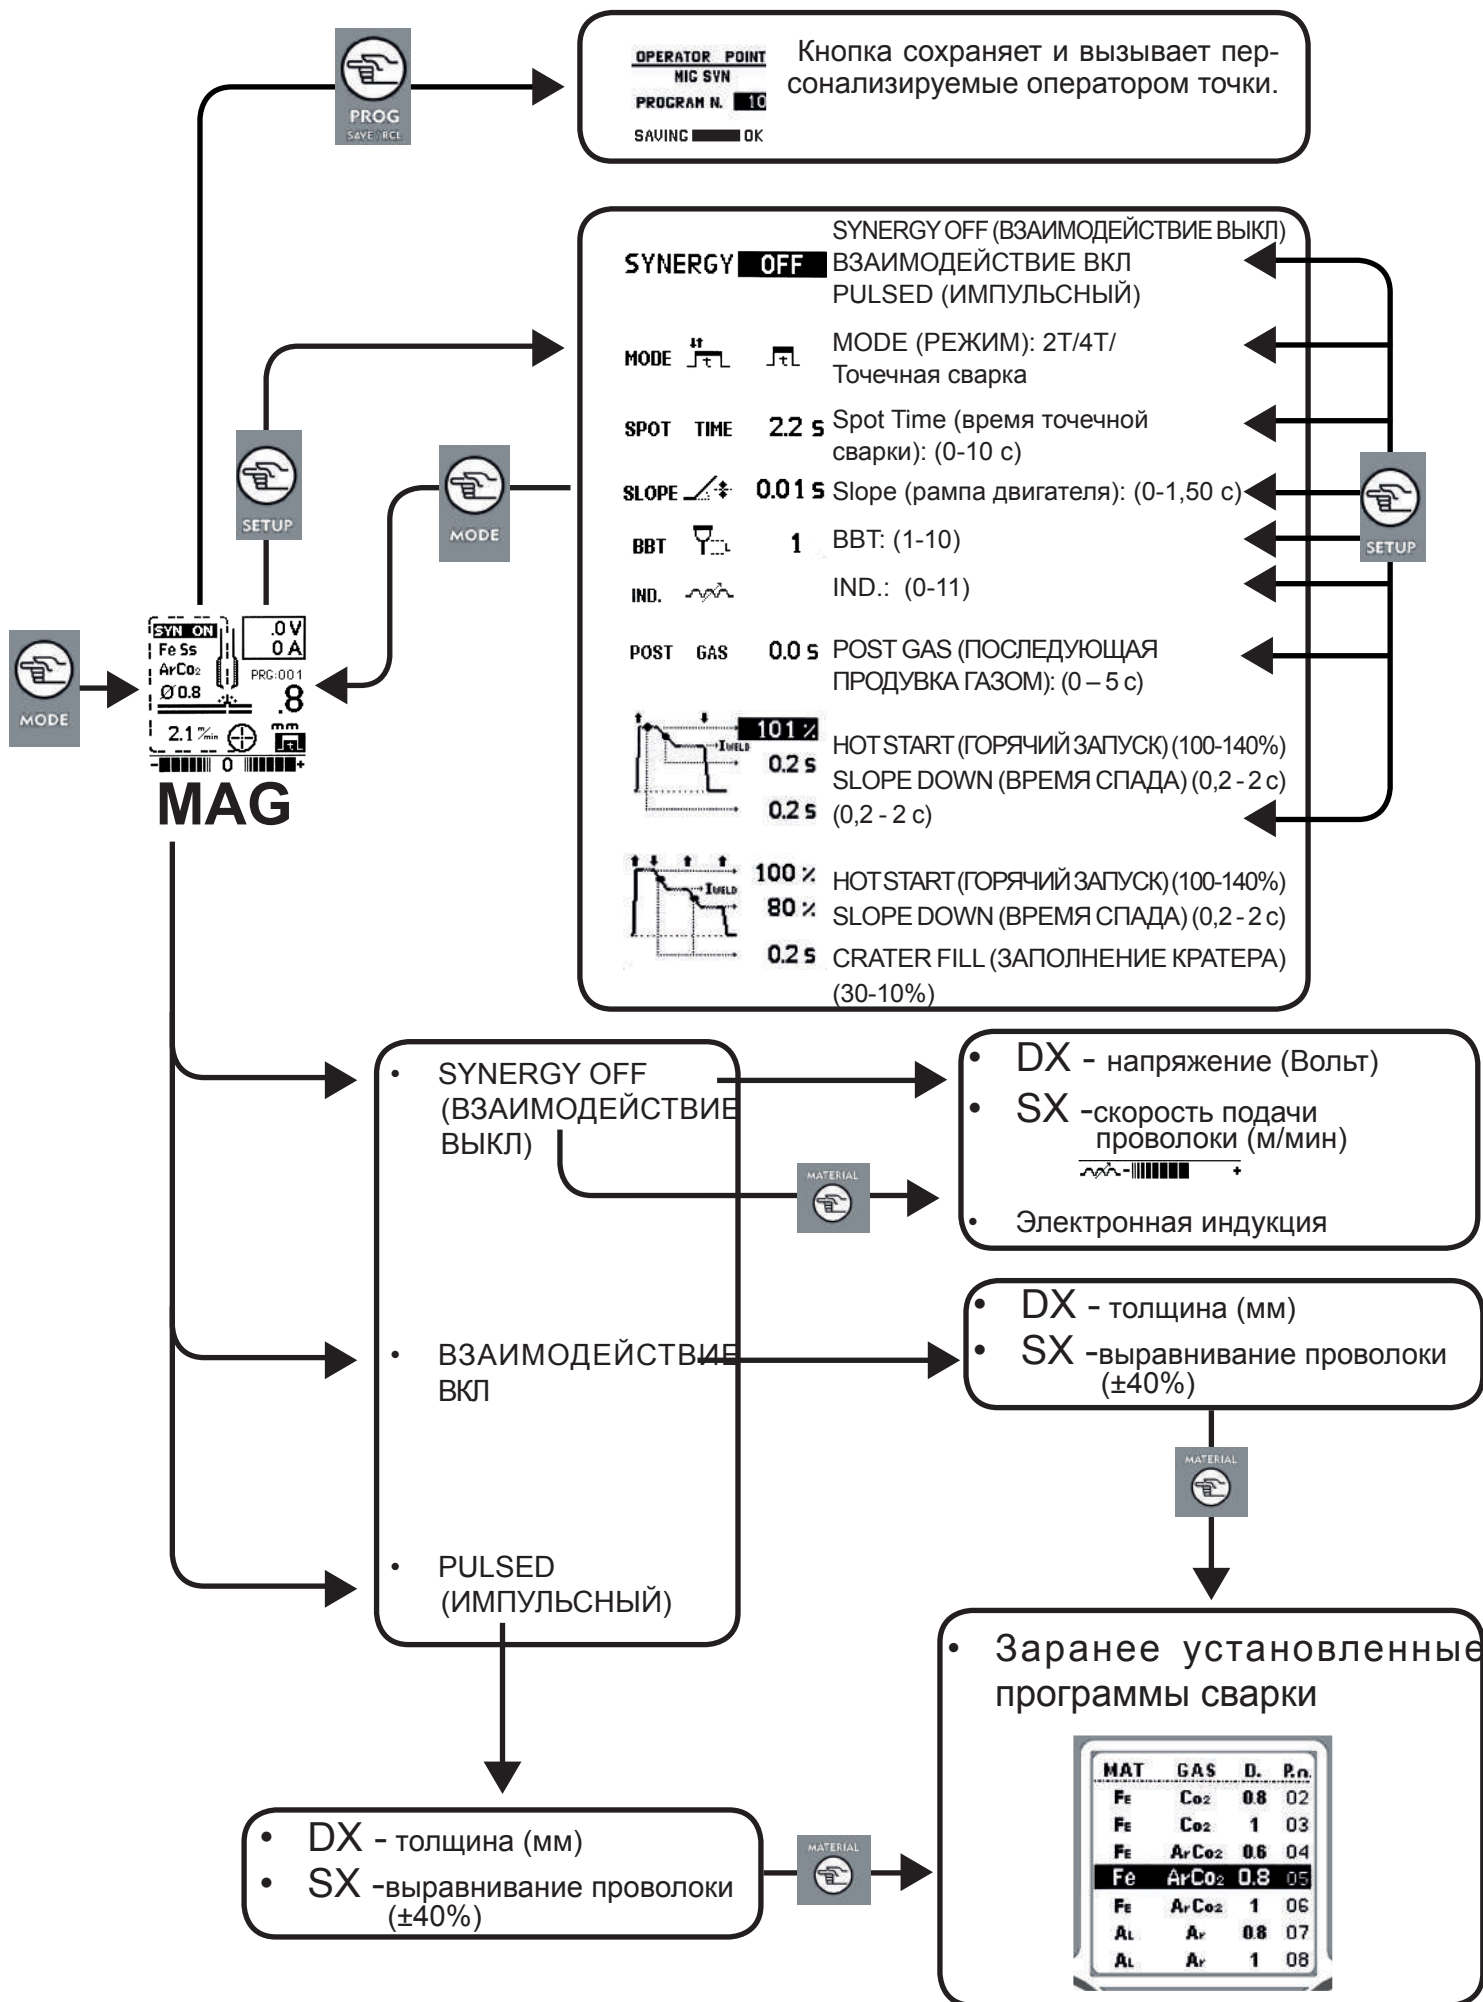 PROG
SAVE / RCL
OPERATOR POINT
MIG SYN
PROGRAM N. 10
SAVING OK
Кнопка сохраняет и вызывает пер-
сонализируемые оператором точки.
SETUP
MODE
MODE
SETUP
SYNERGY OFF
SYNERGY OFF (ВЗАИМОДЕЙСТВИЕ ВЫКЛ)
ВЗАИМОДЕЙСТВИЕ ВКЛ
PULSED (ИМПУЛЬСНЫЙ)
MODE t t
MODE (РЕЖИМ): 2T/4T/
Точечная сварка
SPOT TIME 2.2 s
Spot Time (время точечной
сварки): (0-10 с)
SLOPE 0.01 s
Slope (рампа двигателя): (0-1,50 с)
BBT 1
BBT: (1-10)
IND.
IND.: (0-11)
POST GAS 0.0 s
POST GAS (ПОСЛЕДУЮЩАЯ
ПРОДУВКА ГАЗОМ): (0 – 5 с)
101 %
IWELD
0.2 s
0.2 s
HOT START (ГОРЯЧИЙ ЗАПУСК) (100-140%)
SLOPE DOWN (ВРЕМЯ СПАДА) (0,2 - 2 с)
(0,2 - 2 с)
100 %
IWELD
80 %
0.2 s
HOT START (ГОРЯЧИЙ ЗАПУСК) (100-140%)
SLOPE DOWN (ВРЕМЯ СПАДА) (0,2 - 2 с)
CRATER FILL (ЗАПОЛНЕНИЕ КРАТЕРА)
(30-10%)
SYN ON
.0 V
0 A
Fe Ss
ArCo2
Ø 0.8
PRG:001
.8
mm
2.1 m/min
t
- 0 +
MAG
• SYNERGY OFF
(ВЗАИМОДЕЙСТВИЕ
ВЫКЛ)
• ВЗАИМОДЕЙСТВИЕ
ВКЛ
• PULSED
(ИМПУЛЬСНЫЙ)
MATERIAL
• DX - напряжение (Вольт)
• SX -скорость подачи
проволоки (м/мин)
- +
• Электронная индукция
• DX - толщина (мм)
• SX -выравнивание проволоки
(±40%)
MATERIAL
• DX - толщина (мм)
• SX -выравнивание проволоки
(±40%)
MATERIAL
• Заранее установленные
программы сварки
MAT GAS D. P.n.
Fe Co2 0.8 02
Fe Co2 1 03
Fe ArCo2 0.6 04
Fe ArCo2 0.8 05
Fe ArCo2 1 06
AL Ar 0.8 07
AL Ar 1 08